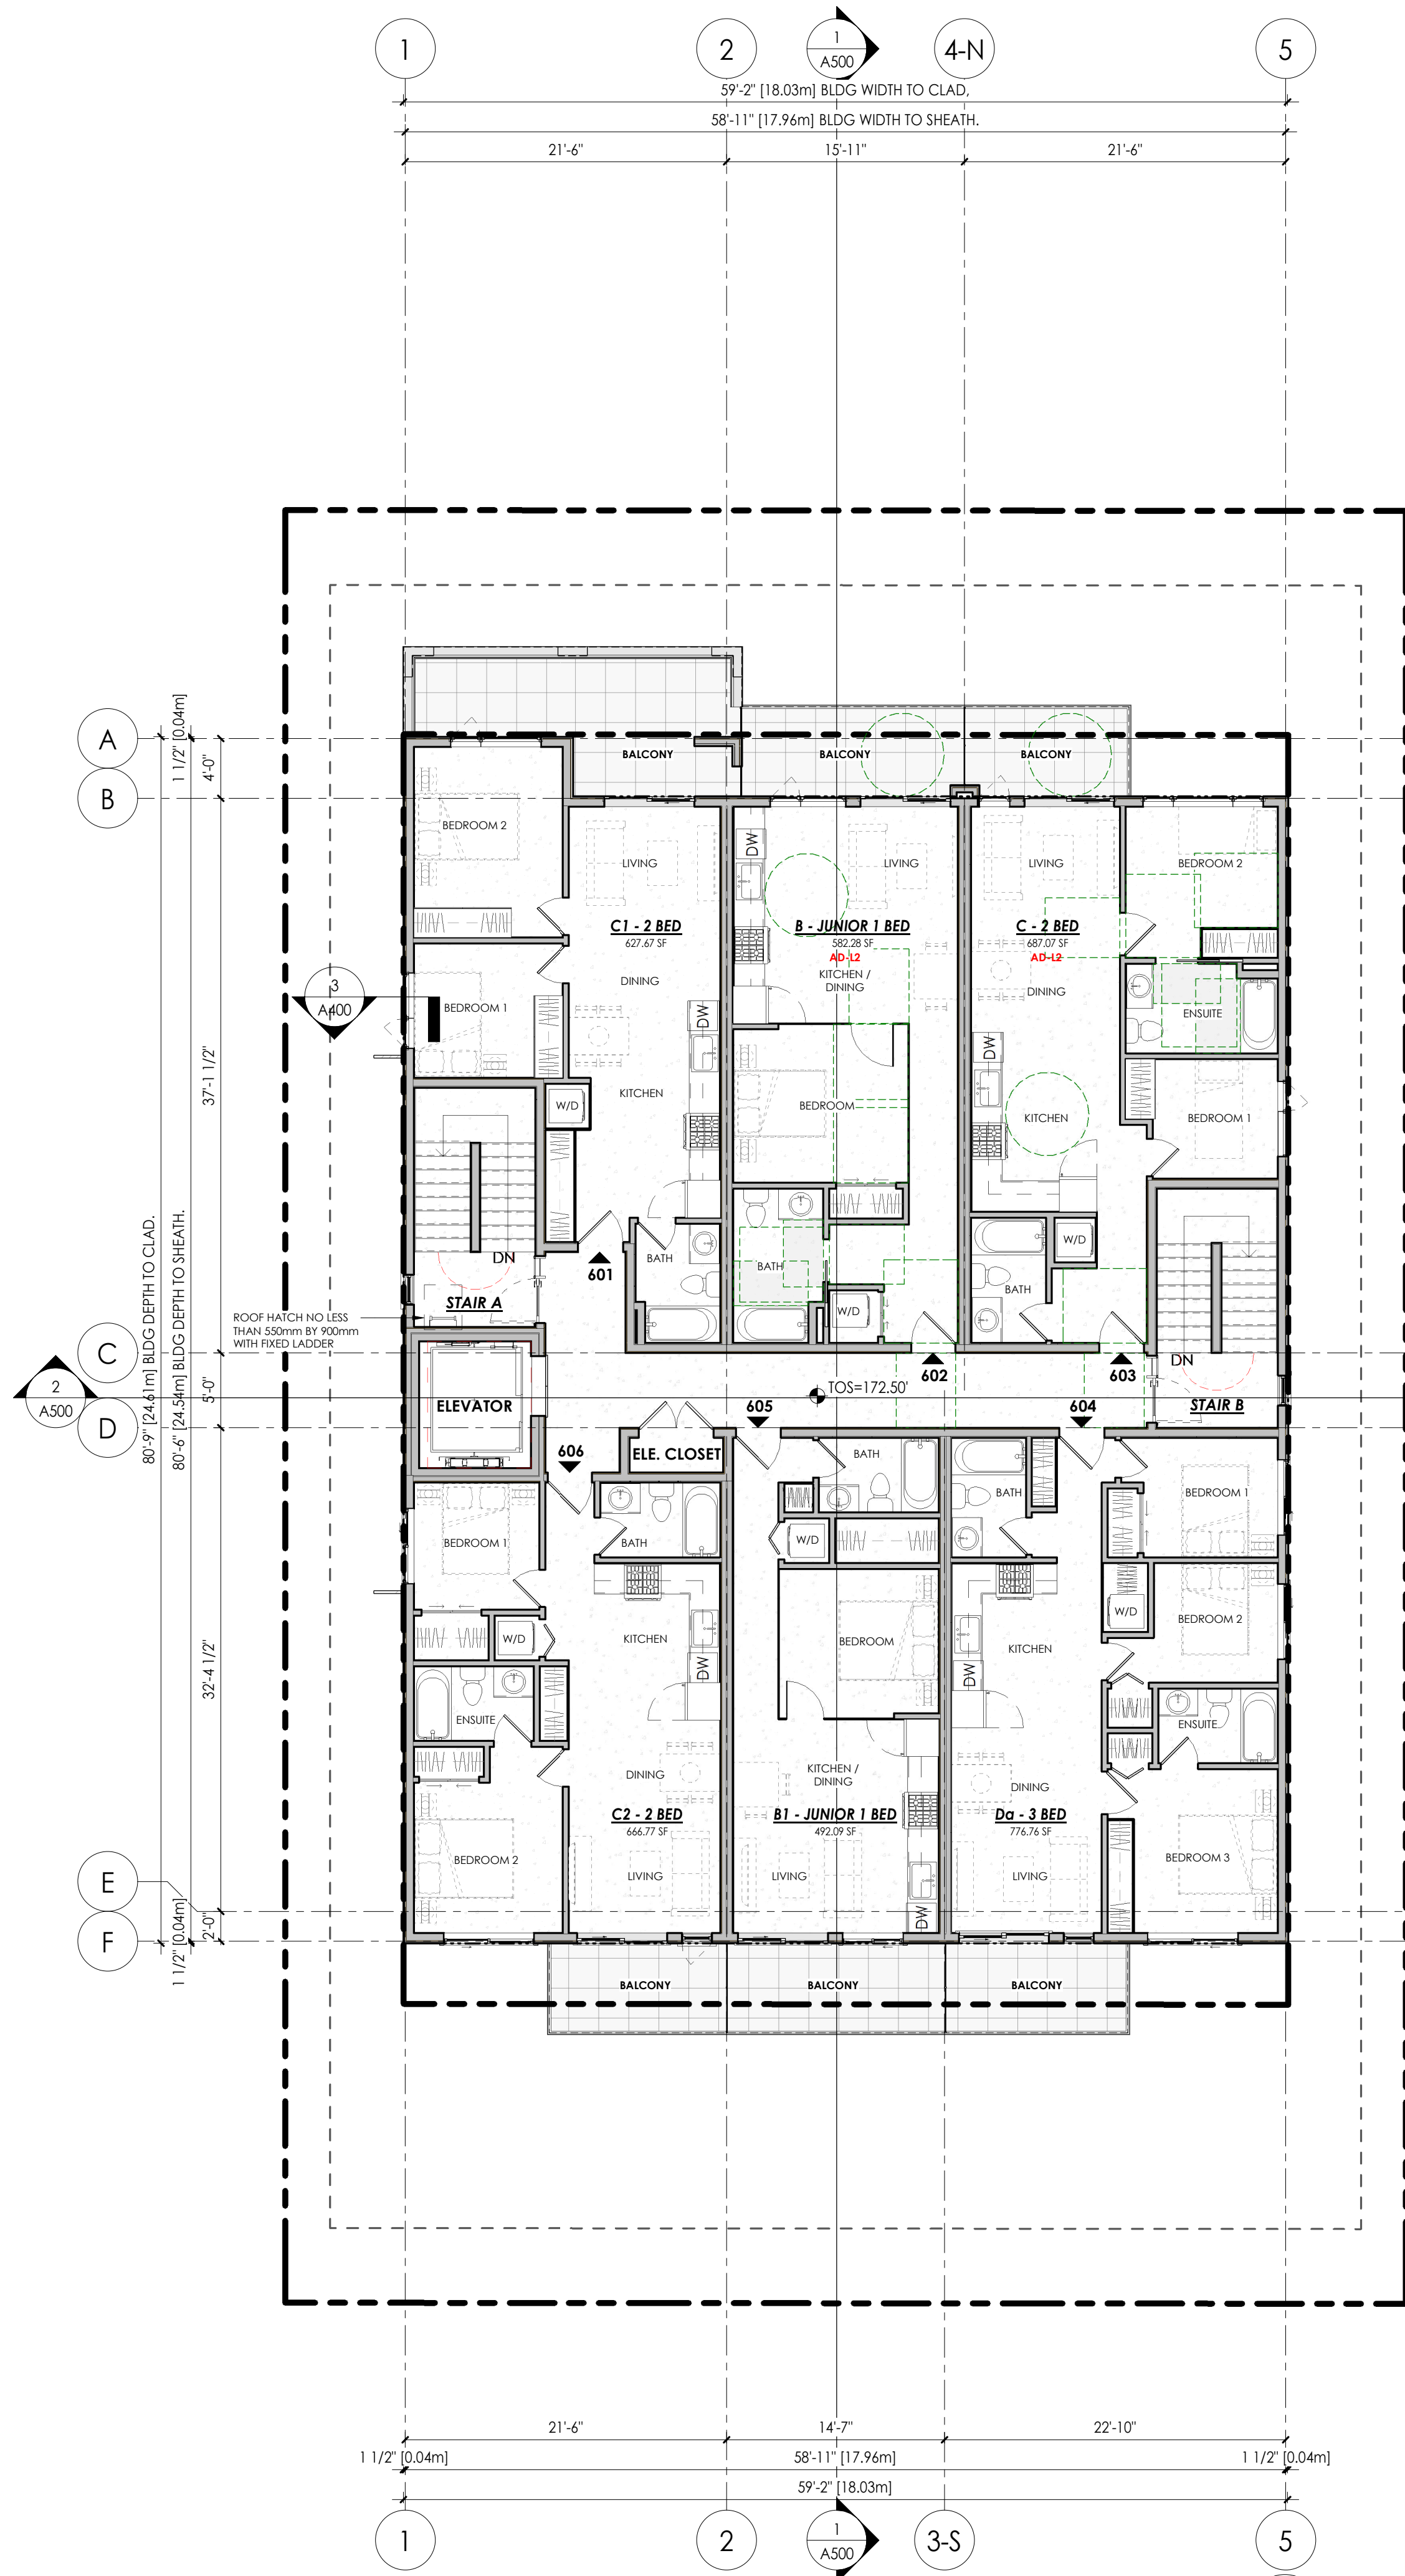 1
2
1
A500
4-N
5
59'-2" [18.03m] BLDG WIDTH TO CLAD,
58'-11" [17.96m] BLDG WIDTH TO SHEATH.
21'-6"
15'-11"
21'-6"
A
B
1 1/2" [0.04m]
4'-0"
BALCONY
BALCONY
BALCONY
BEDROOM 2
LIVING
DW
LIVING
LIVING
BEDROOM 2
C1 - 2 BED
627.67 SF
B - JUNIOR 1 BED
582.28 SF
AD-L2
KITCHEN /
DINING
C - 2 BED
687.07 SF
AD-L2
DINING
DINING
3
A400
BEDROOM 1
DW
DW
ENSUITE
37'-1 1/2"
KITCHEN
W/D
BEDROOM
KITCHEN
BEDROOM 1
80'-9" [24.61m] BLDG DEPTH TO CLAD.
80'-6" [24.54m] BLDG DEPTH TO SHEATH.
DN
STAIR A
601
BATH
BATH
W/D
W/D
BATH
ROOF HATCH NO LESS
THAN 550mm BY 900mm
WITH FIXED LADDER
C
D
5'-0"
2
A500
ELEVATOR
TOS=172.50'
602
603
DN
STAIR B
605
604
606
ELE. CLOSET
BATH
BATH
BEDROOM 1
BEDROOM 1
BATH
W/D
W/D
BEDROOM 2
KITCHEN
W/D
BEDROOM
KITCHEN
DW
DW
32'-4 1/2"
ENSUITE
ENSUITE
DINING
KITCHEN /
DINING
DINING
C2 - 2 BED
666.77 SF
B1 - JUNIOR 1 BED
492.09 SF
Da - 3 BED
776.76 SF
BEDROOM 2
BEDROOM 3
LIVING
LIVING
LIVING
DW
E
F
2'-0"
1 1/2" [0.04m]
BALCONY
BALCONY
BALCONY
21'-6"
14'-7"
22'-10"
1 1/2" [0.04m]
58'-11" [17.96m]
1 1/2" [0.04m]
59'-2" [18.03m]
1
2
1
A500
3-S
5